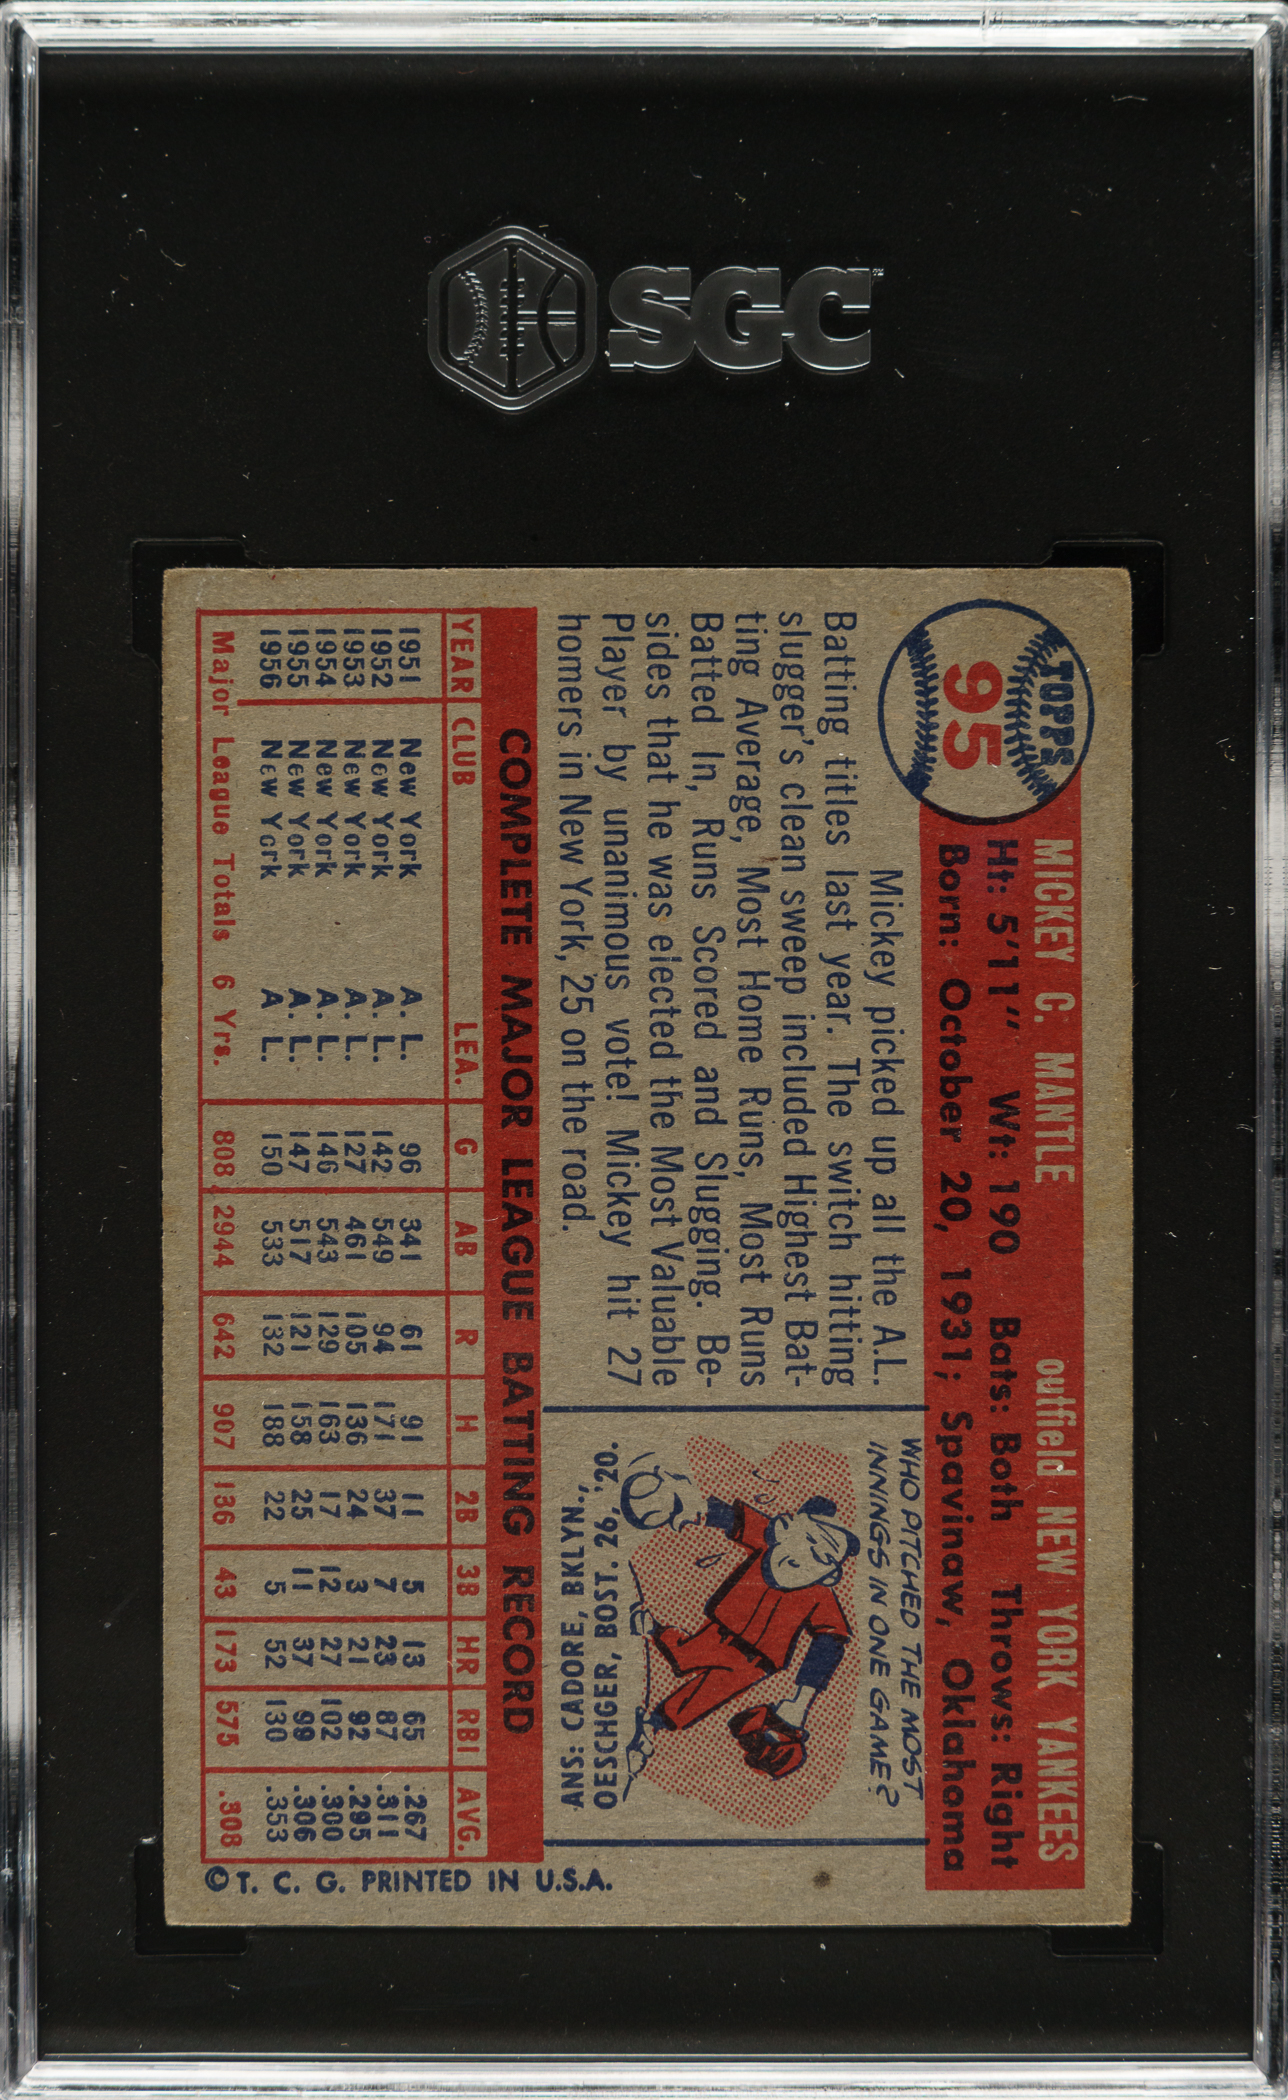 SGC
TOPPS
95
MICKEY C. MANTLE outfield NEW YORK YANKEES
Ht: 5'11" Wt: 190 Bats: Both Throws: Right
Born: October 20, 1931; Spavinaw, Oklahoma
Mickey picked up all the A.L.
Batting titles last year. The switch hitting
slugger's clean sweep included Highest Bat-
ting Average, Most Home Runs, Most Runs
Batted In, Runs Scored and Slugging. Be-
sides that he was elected the Most Valuable
Player by unanimous vote! Mickey hit 27
homers in New York, 25 on the road.
WHO PITCHED THE MOST
INNINGS IN ONE GAME?
ANS: CADORE, BKLYN.,
OESCHGER, BOST. 26, '20.
COMPLETE MAJOR LEAGUE BATTING RECORD
YEAR CLUB LEA. G AB R H 2B 3B HR RBI AVG.
1951 New York A. L. 96 341 61 91 11 5 13 65 .267
1952 New York A. L. 142 549 94 171 37 7 23 87 .311
1953 New York A. L. 127 461 105 136 24 3 21 92 .295
1954 New York A. L. 146 543 129 163 17 12 27 102 .300
1955 New York A. L. 147 517 121 158 25 11 37 99 .306
1956 New York A L. 150 533 132 188 22 5 52 130 .353
Major League Totals 6 Yrs. 808 2944 642 907 136 43 173 575 .308
© T. C. G. PRINTED IN U.S.A.